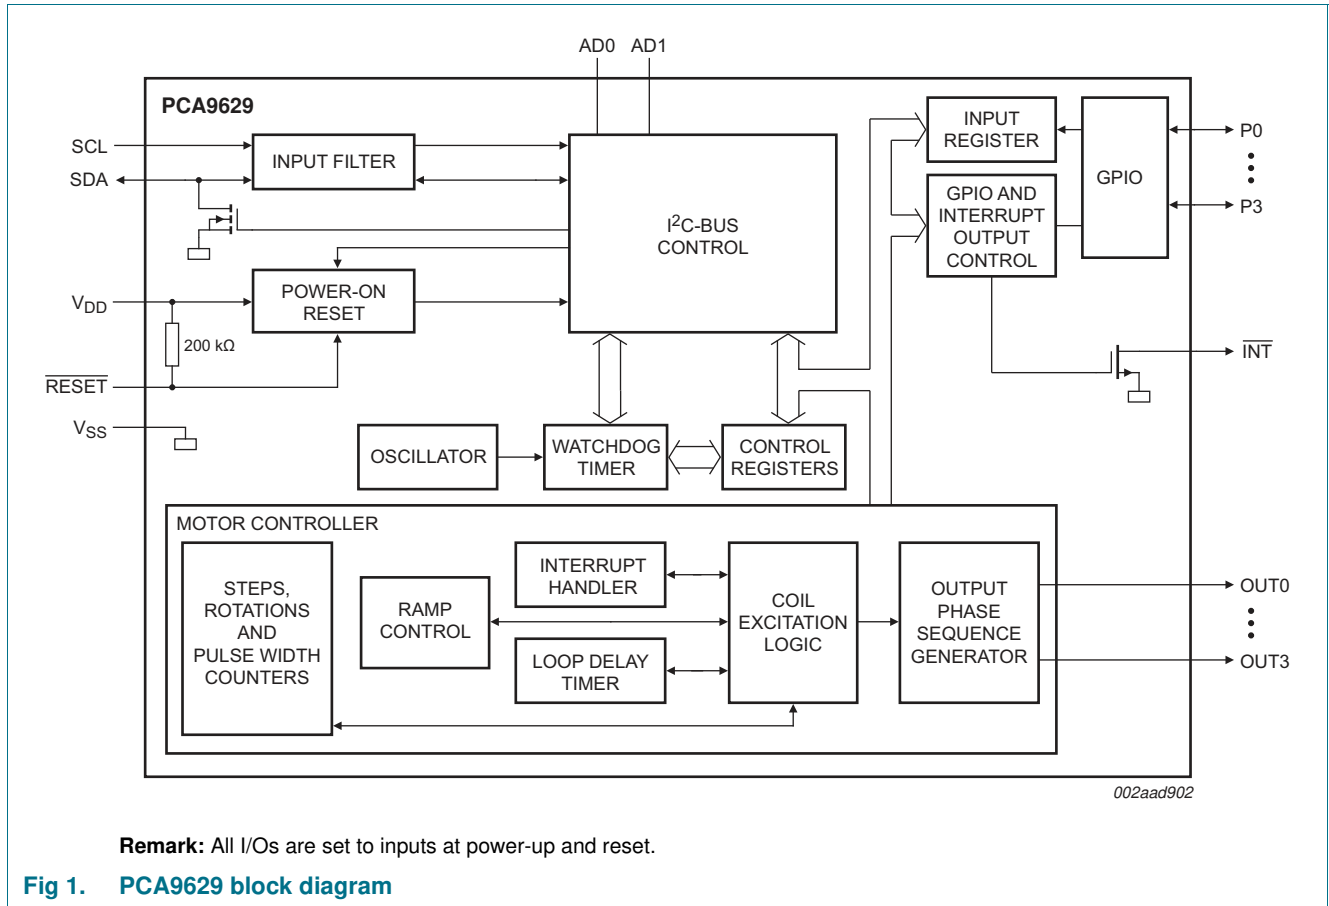 AD0 AD1
PCA9629
SCL
SDA
INPUT FILTER
I2C-BUS
CONTROL
INPUT
REGISTER
GPIO
P0
P3
GPIO AND
INTERRUPT
OUTPUT
CONTROL
VDD
POWER-ON
RESET
200 kΩ
RESET
INT
VSS
OSCILLATOR
WATCHDOG
TIMER
CONTROL
REGISTERS
MOTOR CONTROLLER
STEPS,
ROTATIONS
AND
PULSE WIDTH
COUNTERS
RAMP
CONTROL
INTERRUPT
HANDLER
LOOP DELAY
TIMER
COIL
EXCITATION
LOGIC
OUTPUT
PHASE
SEQUENCE
GENERATOR
OUT0
OUT3
002aad902
Remark: All I/Os are set to inputs at power-up and reset.
Fig 1. PCA9629 block diagram